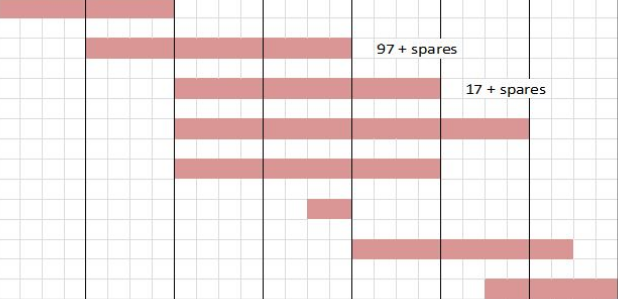 97 + spares
17 + spares